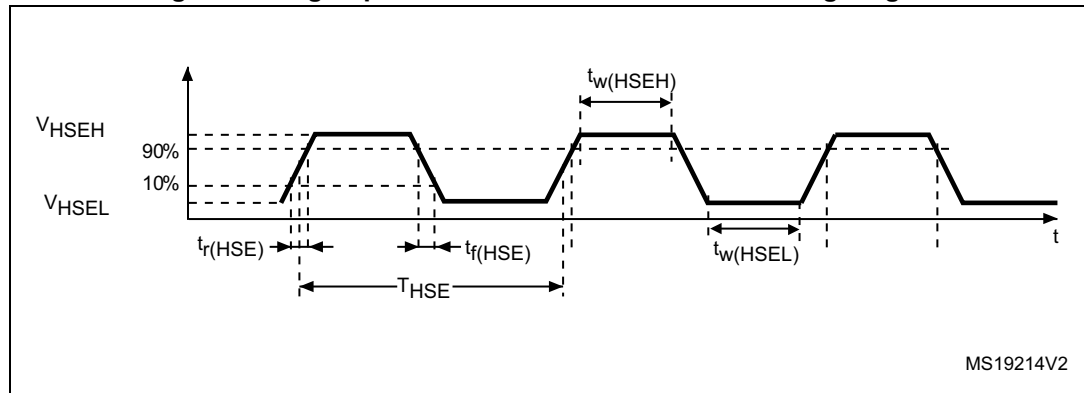 tw(HSEH)
VHSEH
90%
10%
VHSEL
tr(HSE)
tf(HSE)
tw(HSEL)
t
THSE
MS19214V2